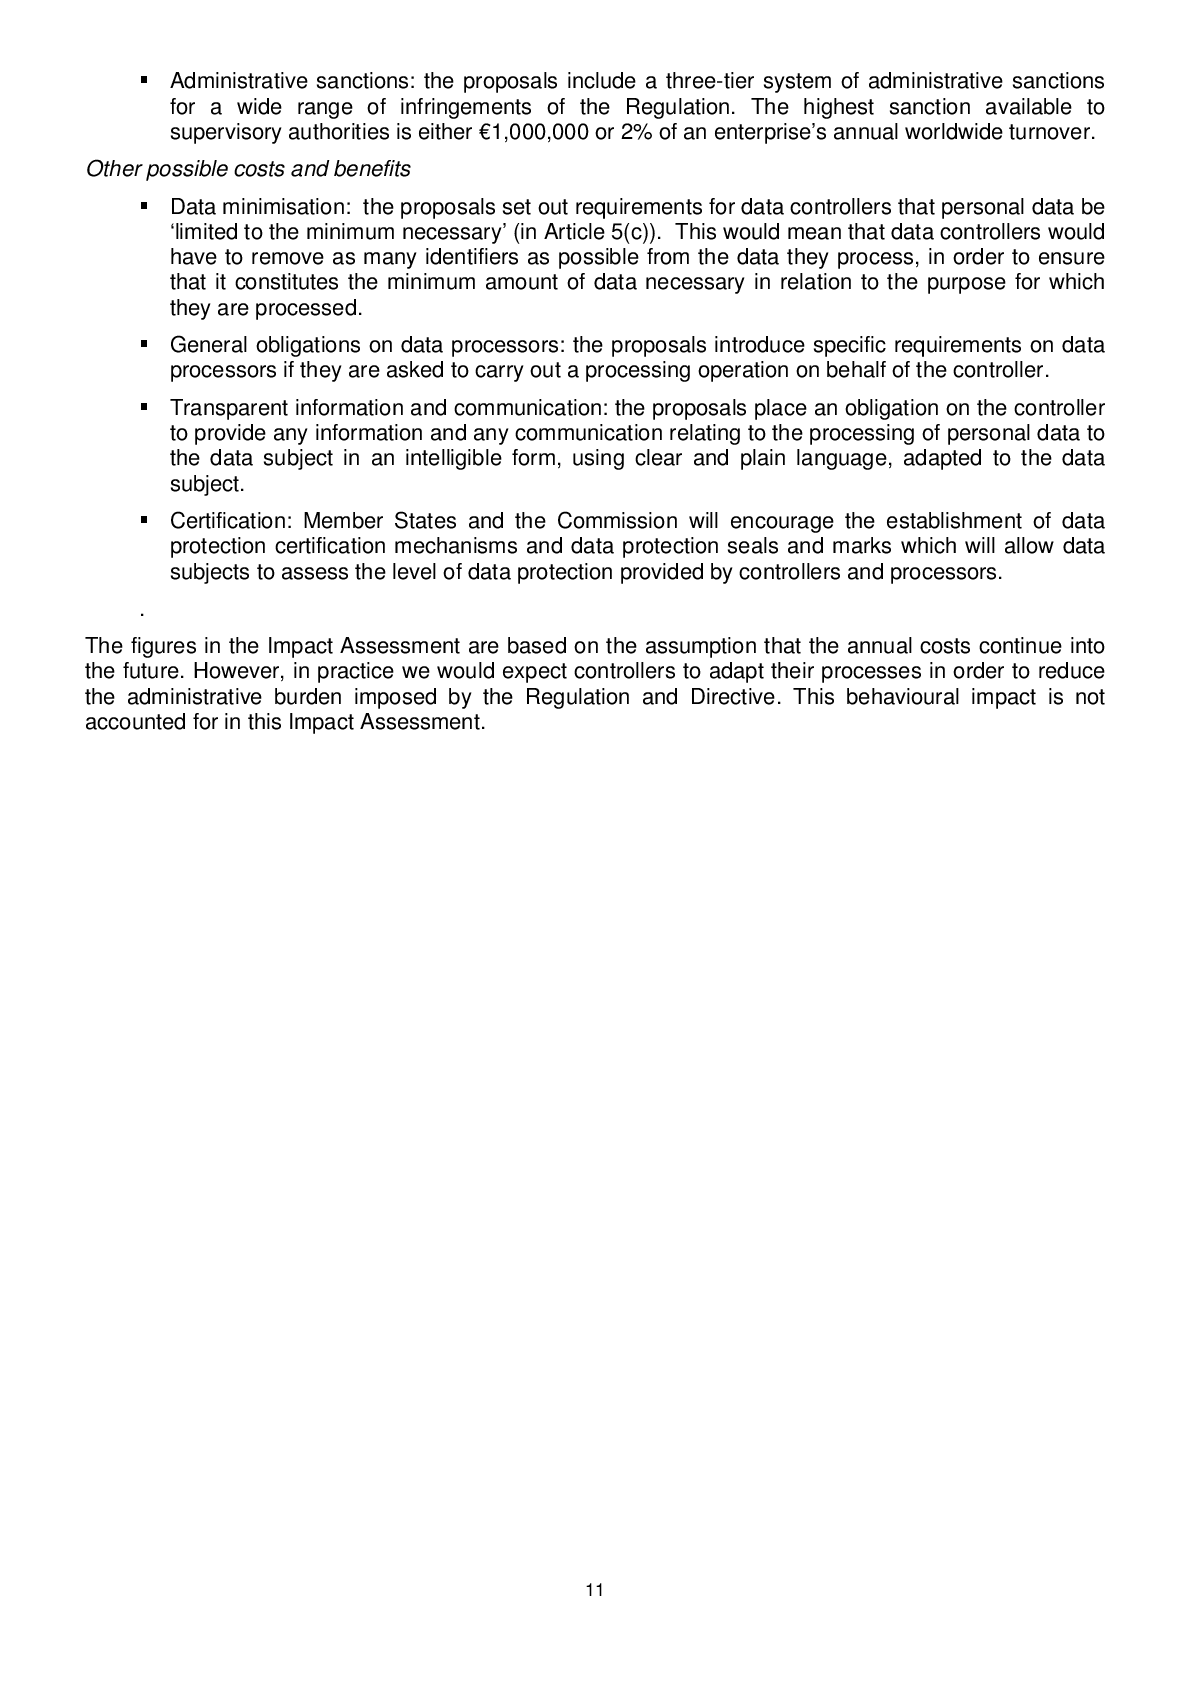 ▪ Administrative sanctions: the proposals include a three-tier system of administrative sanctions
for a wide range of infringements of the Regulation. The highest sanction available to
supervisory authorities is either €1,000,000 or 2% of an enterprise’s annual worldwide turnover.
Other possible costs and benefits
▪ Data minimisation:  the proposals set out requirements for data controllers that personal data be
‘limited to the minimum necessary’ (in Article 5(c)).  This would mean that data controllers would
have to remove as many identifiers as possible from the data they process, in order to ensure
that it constitutes the minimum amount of data necessary in relation to the purpose for which
they are processed.
▪ General obligations on data processors: the proposals introduce specific requirements on data
processors if they are asked to carry out a processing operation on behalf of the controller.
▪ Transparent information and communication: the proposals place an obligation on the controller
to provide any information and any communication relating to the processing of personal data to
the data subject in an intelligible form, using clear and plain language, adapted to the data
subject.
▪ Certification: Member States and the Commission will encourage the establishment of data
protection certification mechanisms and data protection seals and marks which will allow data
subjects to assess the level of data protection provided by controllers and processors.
.
The figures in the Impact Assessment are based on the assumption that the annual costs continue into
the future. However, in practice we would expect controllers to adapt their processes in order to reduce
the administrative burden imposed by the Regulation and Directive. This behavioural impact is not
accounted for in this Impact Assessment.
11